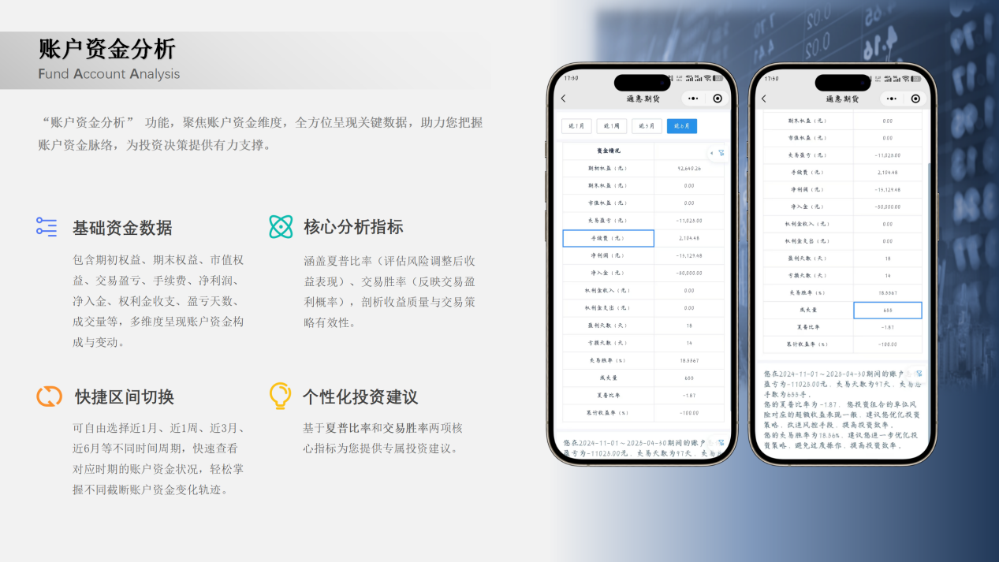 账户资金分析
Fund Account Analysis
“账户资金分析” 功能，聚焦账户资金维度，全方位呈现关键数据，助力您把握
账户资金脉络，为投资决策提供有力支撑。
基础资金数据
包含期初权益、期末权益、市值权
益、交易盈亏、手续费、净利润、
净入金、权利金收支、盈亏天数、
成交量等，多维度呈现账户资金构
成与变动。
核心分析指标
涵盖夏普比率（评估风险调整后收
益表现）、交易胜率（反映交易盈
利概率），剖析收益质量与交易策
略有效性。
快捷区间切换
可自由选择近1月、近1周、近3月、
近6月等不同时间周期，快速查看
对应时期的账户资金状况，轻松掌
握不同截断账户资金变化轨迹。
个性化投资建议
基于夏普比率和交易胜率两项核
心指标为您提供专属投资建议。
17:30
通惠期货
近1月 近1周 近3月 近6月
资金情况
期初权益（元） 92,640.26
期末权益（元） 0.00
市值权益（元） 0.00
交易盈亏（元） -11,025.00
手续费（元） 2,104.48
净利润（元） -13,129.48
净入金（元） -50,000.00
权利金收入（元） 0.00
权利金支出（元） 0.00
盈利天数（天） 18
亏损天数（天） 14
交易胜率（%） 18.5567
成交量 655
夏普比率 -1.87
累计收益率（%） -100.00
您在2024-11-01～2025-04-30期间的账户
盈亏为-11025.00元，交易天数为97天，交易
17:30
通惠期货
期末权益（元） 0.00
市值权益（元） 0.00
交易盈亏（元） -11,025.00
手续费（元） 2,104.48
净利润（元） -13,129.48
净入金（元） -50,000.00
权利金收入（元） 0.00
权利金支出（元） 0.00
盈利天数（天） 18
亏损天数（天） 14
交易胜率（%） 18.5567
成交量 655
夏普比率 -1.87
累计收益率（%） -100.00
您在2024-11-01～2025-04-30期间的账户
盈亏为-11025.00元，交易天数为97天，交易总
手数为655手。
您的夏普比率为-1.87，您投资组合的单位风
险对应的超额收益表现一般，建议您优化投资
策略，改进风控手段，提高投资效率。
您的交易胜率为18.56%，建议您进一步优化投
资策略，避免过度操作，提高投资效率。